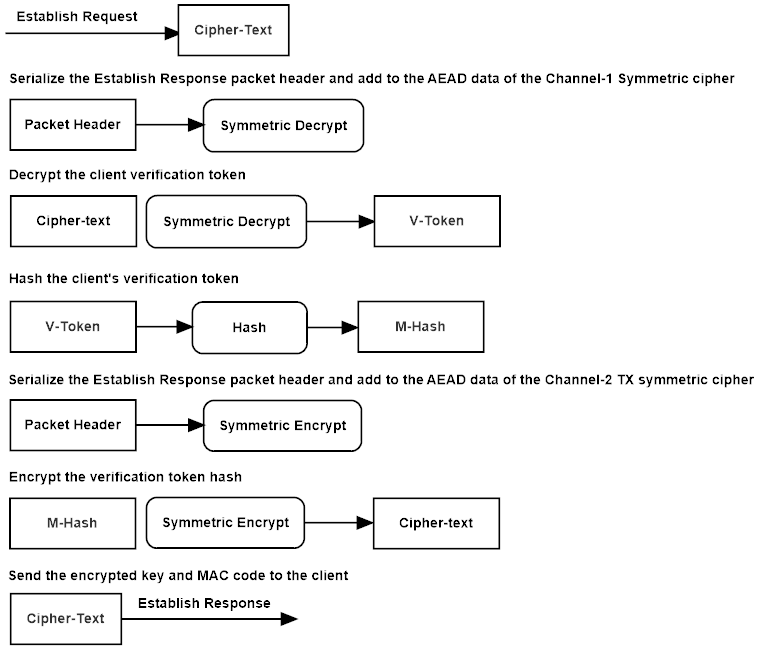 Establish Request
Cipher-Text
Serialize the Establish Response packet header and add to the AEAD data of the Channel-1 Symmetric cipher
Packet Header
Symmetric Decrypt
Decrypt the client verification token
Cipher-text
Symmetric Decrypt
V-Token
Hash the client's verification token
V-Token
Hash
M-Hash
Serialize the Establish Response packet header and add to the AEAD data of the Channel-2 TX symmetric cipher
Packet Header
Symmetric Encrypt
Encrypt the verification token hash
M-Hash
Symmetric Encrypt
Cipher-text
Send the encrypted key and MAC code to the client
Cipher-Text
Establish Response